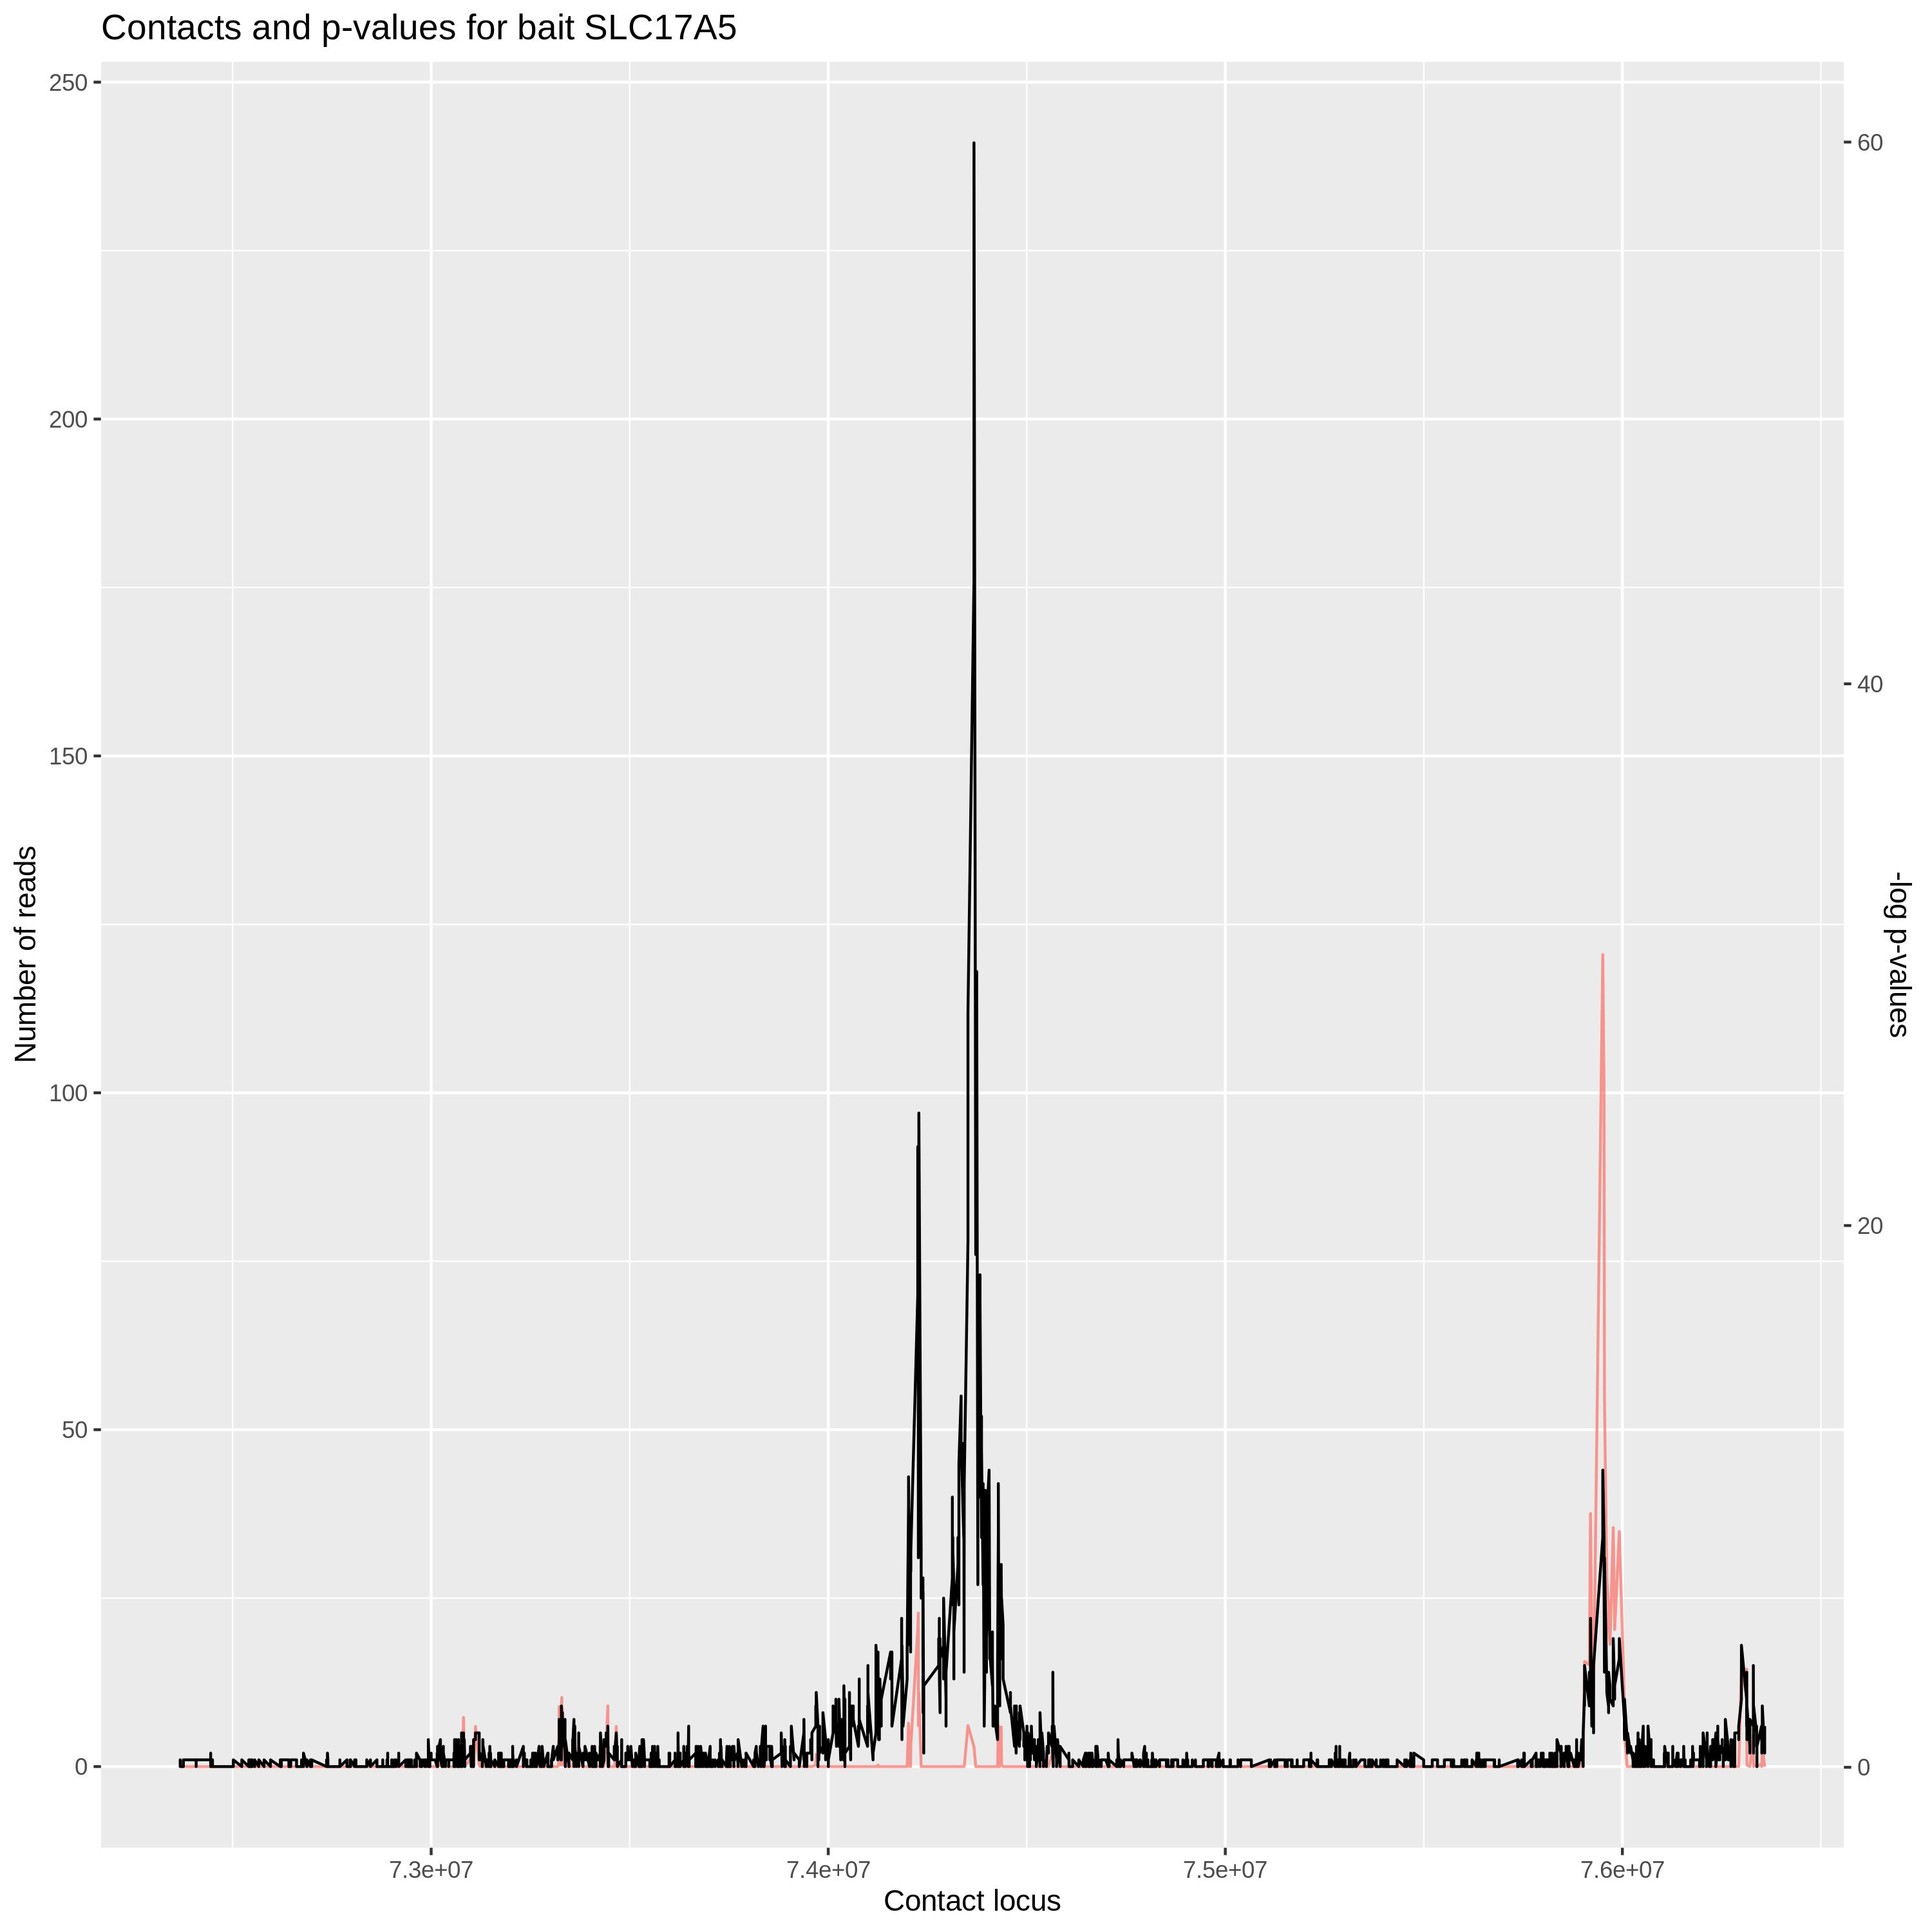 Contacts and p-values for bait SLC17A5
250
200
150
100
50
0
Number of reads
60
40
20
0
-log p-values
7.3e+07
7.4e+07
7.5e+07
7.6e+07
Contact locus